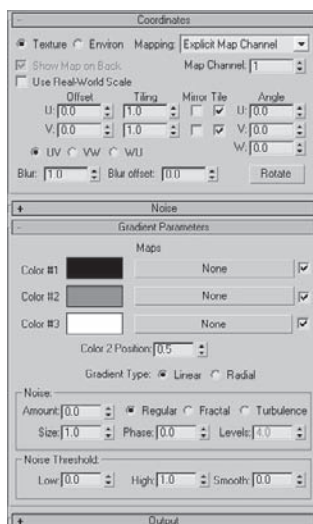 - Coordinates
Texture Environ Mapping: Explicit Map Channel
Show Map on Back Map Channel: 1
Use Real-World Scale
Offset Tiling Mirror Tile Angle
U: 0.0 1.0 U: 0.0
V: 0.0 1.0 V: 0.0
W: 0.0
UV VW WU
Blur: 1.0 Blur offset: 0.0 Rotate
+ Noise
- Gradient Parameters
Maps
Color #1 None
Color #2 None
Color #3 None
Color 2 Position: 0.5
Gradient Type: Linear Radial
Noise:
Amount: 0.0 Regular Fractal Turbulence
Size: 1.0 Phase: 0.0 Levels: 4.0
Noise Threshold:
Low: 0.0 High: 1.0 Smooth: 0.0
+ Output